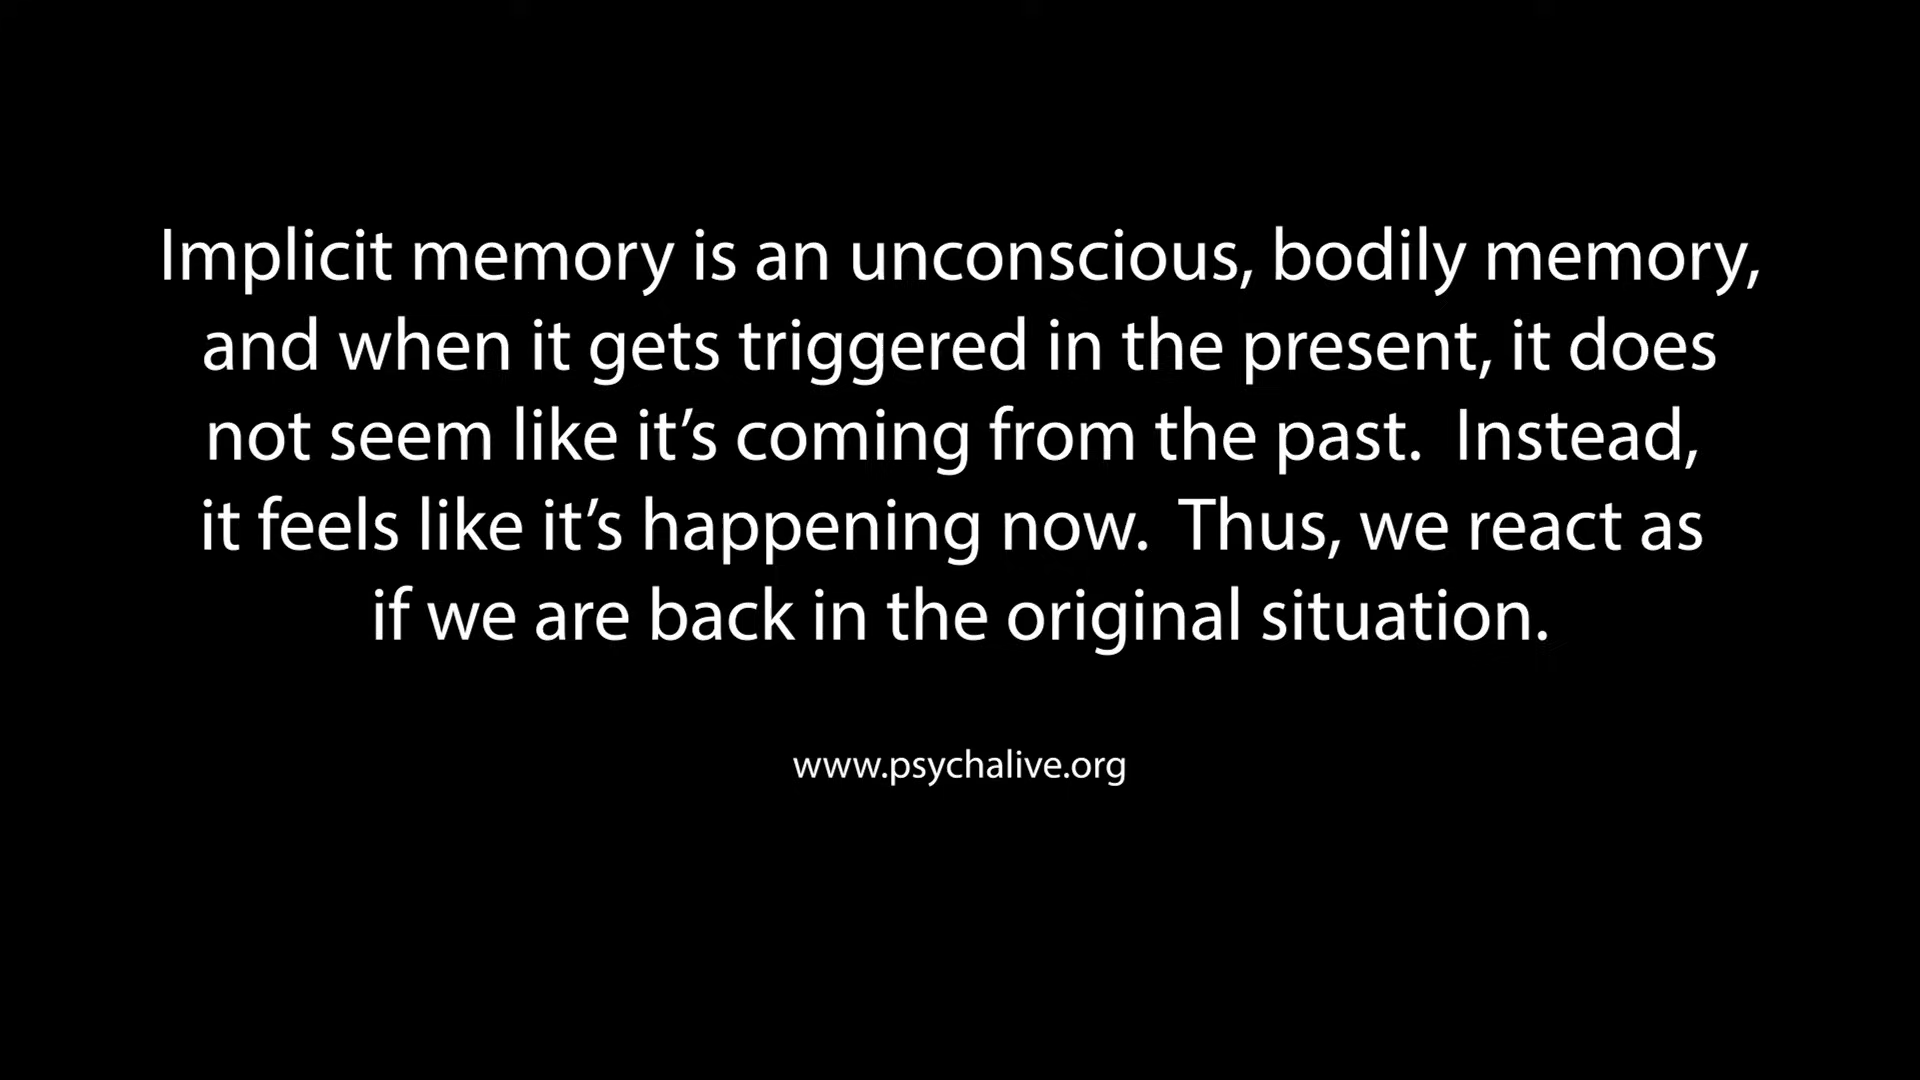 Implicit memory is an unconscious, bodily memory,
and when it gets triggered in the present, it does
not seem like it’s coming from the past.  Instead,
it feels like it’s happening now.  Thus, we react as
if we are back in the original situation.
www.psychalive.org